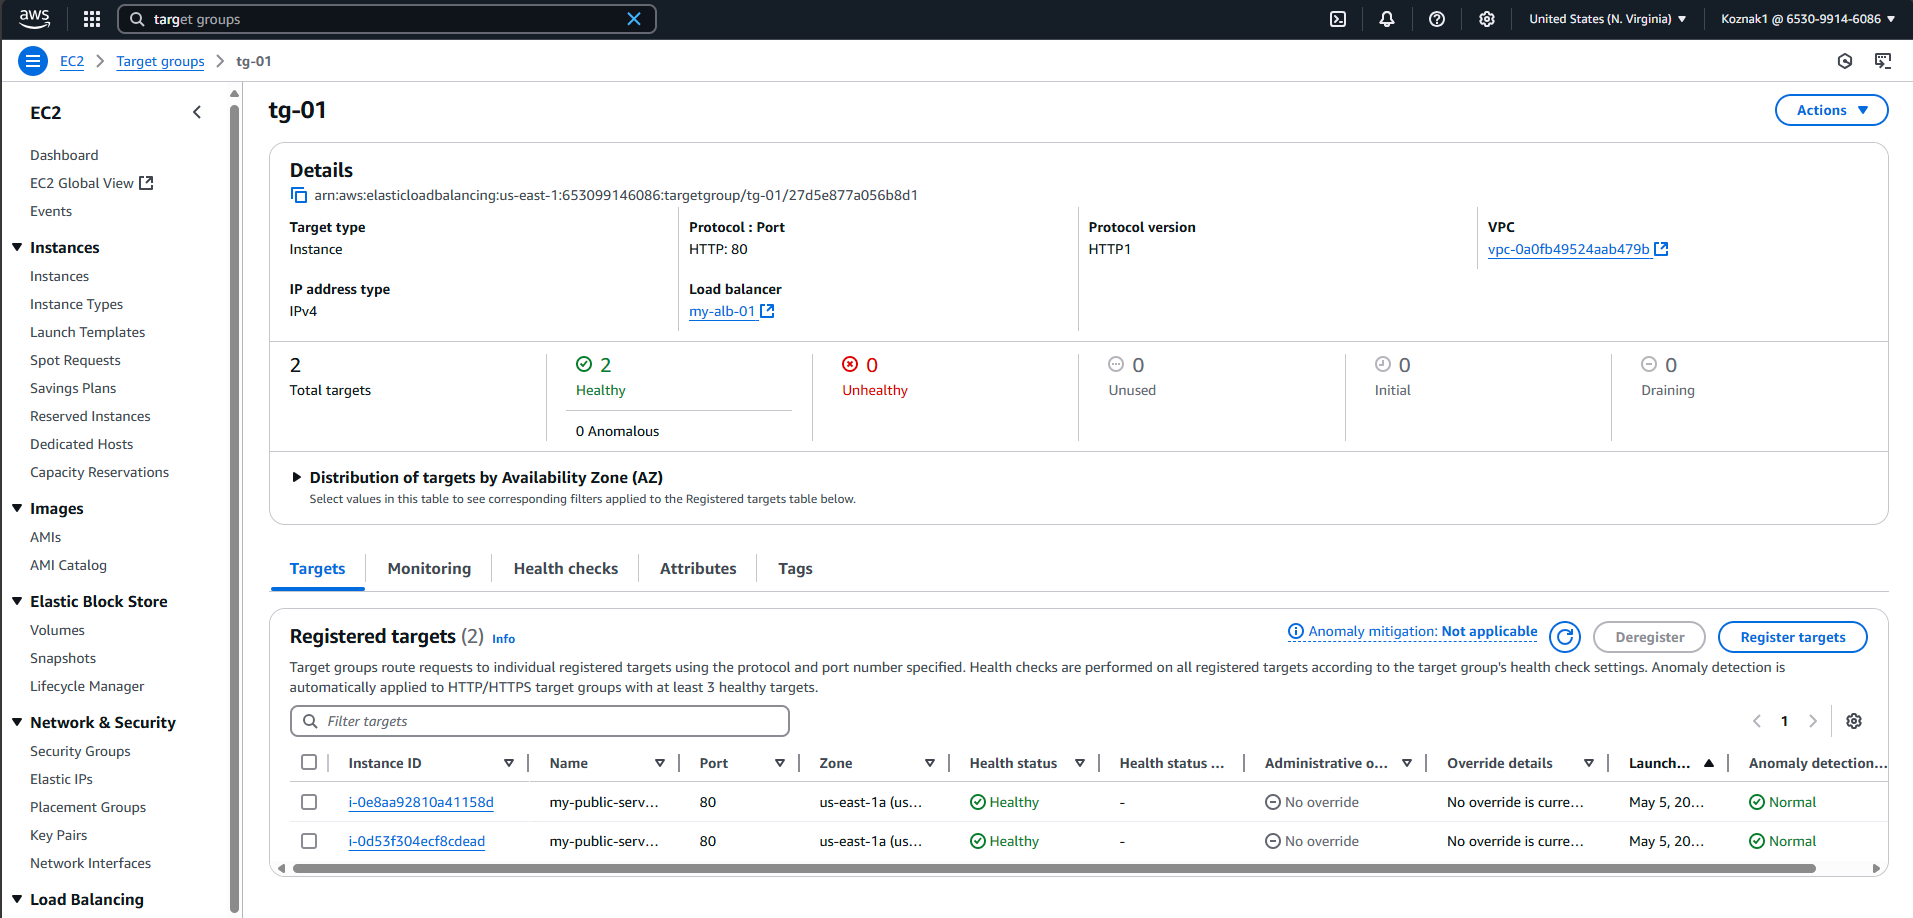 aws
target groups
United States (N. Virginia)
Koznak1 @ 6530-9914-6086
EC2
Target groups
tg-01
EC2
Dashboard
EC2 Global View
Events
Instances
Instances
Instance Types
Launch Templates
Spot Requests
Savings Plans
Reserved Instances
Dedicated Hosts
Capacity Reservations
Images
AMIs
AMI Catalog
Elastic Block Store
Volumes
Snapshots
Lifecycle Manager
Network & Security
Security Groups
Elastic IPs
Placement Groups
Key Pairs
Network Interfaces
Load Balancing
tg-01
Actions
Details
arn:aws:elasticloadbalancing:us-east-1:653099146086:targetgroup/tg-01/27d5e877a056b8d1
Target type
Instance
Protocol : Port
HTTP: 80
Protocol version
HTTP1
VPC
vpc-0a0fb49524aab479b
IP address type
IPv4
Load balancer
my-alb-01
2
Total targets
2
Healthy
0 Anomalous
0
Unhealthy
0
Unused
0
Initial
0
Draining
Distribution of targets by Availability Zone (AZ)
Select values in this table to see corresponding filters applied to the Registered targets table below.
Targets
Monitoring
Health checks
Attributes
Tags
Registered targets (2) Info
Anomaly mitigation: Not applicable
Deregister
Register targets
Target groups route requests to individual registered targets using the protocol and port number specified. Health checks are performed on all registered targets according to the target group's health check settings. Anomaly detection is
automatically applied to HTTP/HTTPS target groups with at least 3 healthy targets.
Filter targets
1
Instance ID Name Port Zone Health status Health status ... Administrative o... Override details Launch... Anomaly detection...
i-0e8aa92810a41158d my-public-serv... 80 us-east-1a (us... Healthy - No override No override is curre... May 5, 20... Normal
i-0d53f304ecf8cdead my-public-serv... 80 us-east-1a (us... Healthy - No override No override is curre... May 5, 20... Normal